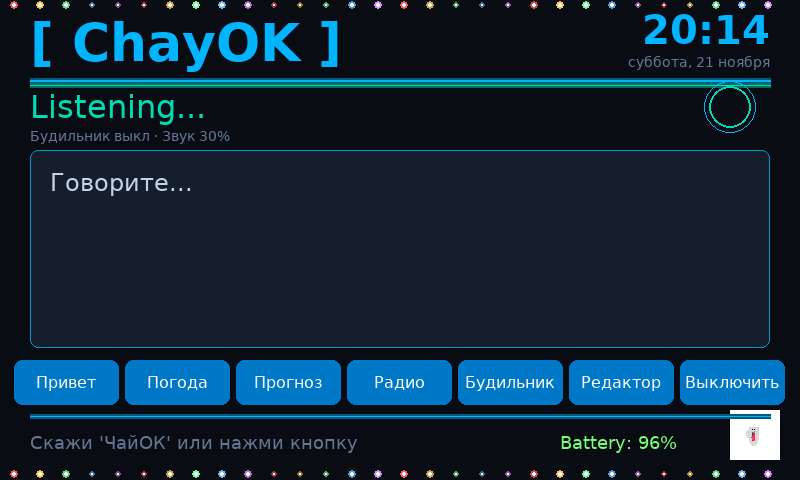 [ ChayOK ]
20:14
суббота, 21 ноября
Listening...
Будильник выкл · Звук 30%
Говорите...
Привет
Погода
Прогноз
Радио
Будильник
Редактор
Выключить
Скажи 'ЧайОК' или нажми кнопку
Battery: 96%